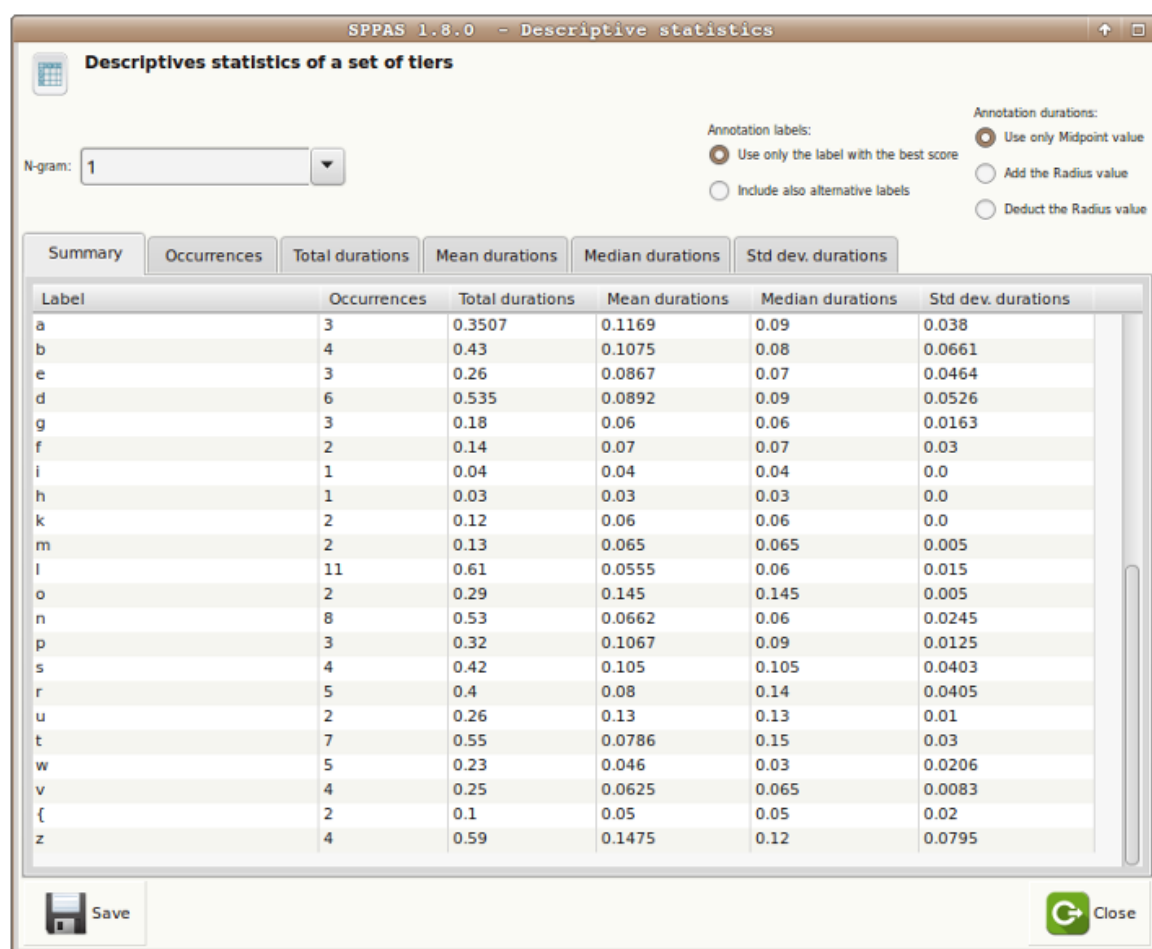 SPPAS 1.8.0 - Descriptive statistics
Descriptives statistics of a set of tiers
N-gram: 1
Annotation labels:
Use only the label with the best score
Include also alternative labels
Annotation durations:
Use only Midpoint value
Add the Radius value
Deduct the Radius value
Summary Occurrences Total durations Mean durations Median durations Std dev. durations
Label Occurrences Total durations Mean durations Median durations Std dev. durations
a 3 0.3507 0.1169 0.09 0.038
b 4 0.43 0.1075 0.08 0.0661
e 3 0.26 0.0867 0.07 0.0464
d 6 0.535 0.0892 0.09 0.0526
g 3 0.18 0.06 0.06 0.0163
f 2 0.14 0.07 0.07 0.03
i 1 0.04 0.04 0.04 0.0
h 1 0.03 0.03 0.03 0.0
k 2 0.12 0.06 0.06 0.0
m 2 0.13 0.065 0.065 0.005
l 11 0.61 0.0555 0.06 0.015
o 2 0.29 0.145 0.145 0.005
n 8 0.53 0.0662 0.06 0.0245
p 3 0.32 0.1067 0.09 0.0125
s 4 0.42 0.105 0.105 0.0403
r 5 0.4 0.08 0.14 0.0405
u 2 0.26 0.13 0.13 0.01
t 7 0.55 0.0786 0.15 0.03
w 5 0.23 0.046 0.03 0.0206
v 4 0.25 0.0625 0.065 0.0083
{ 2 0.1 0.05 0.05 0.02
z 4 0.59 0.1475 0.12 0.0795
Save Close